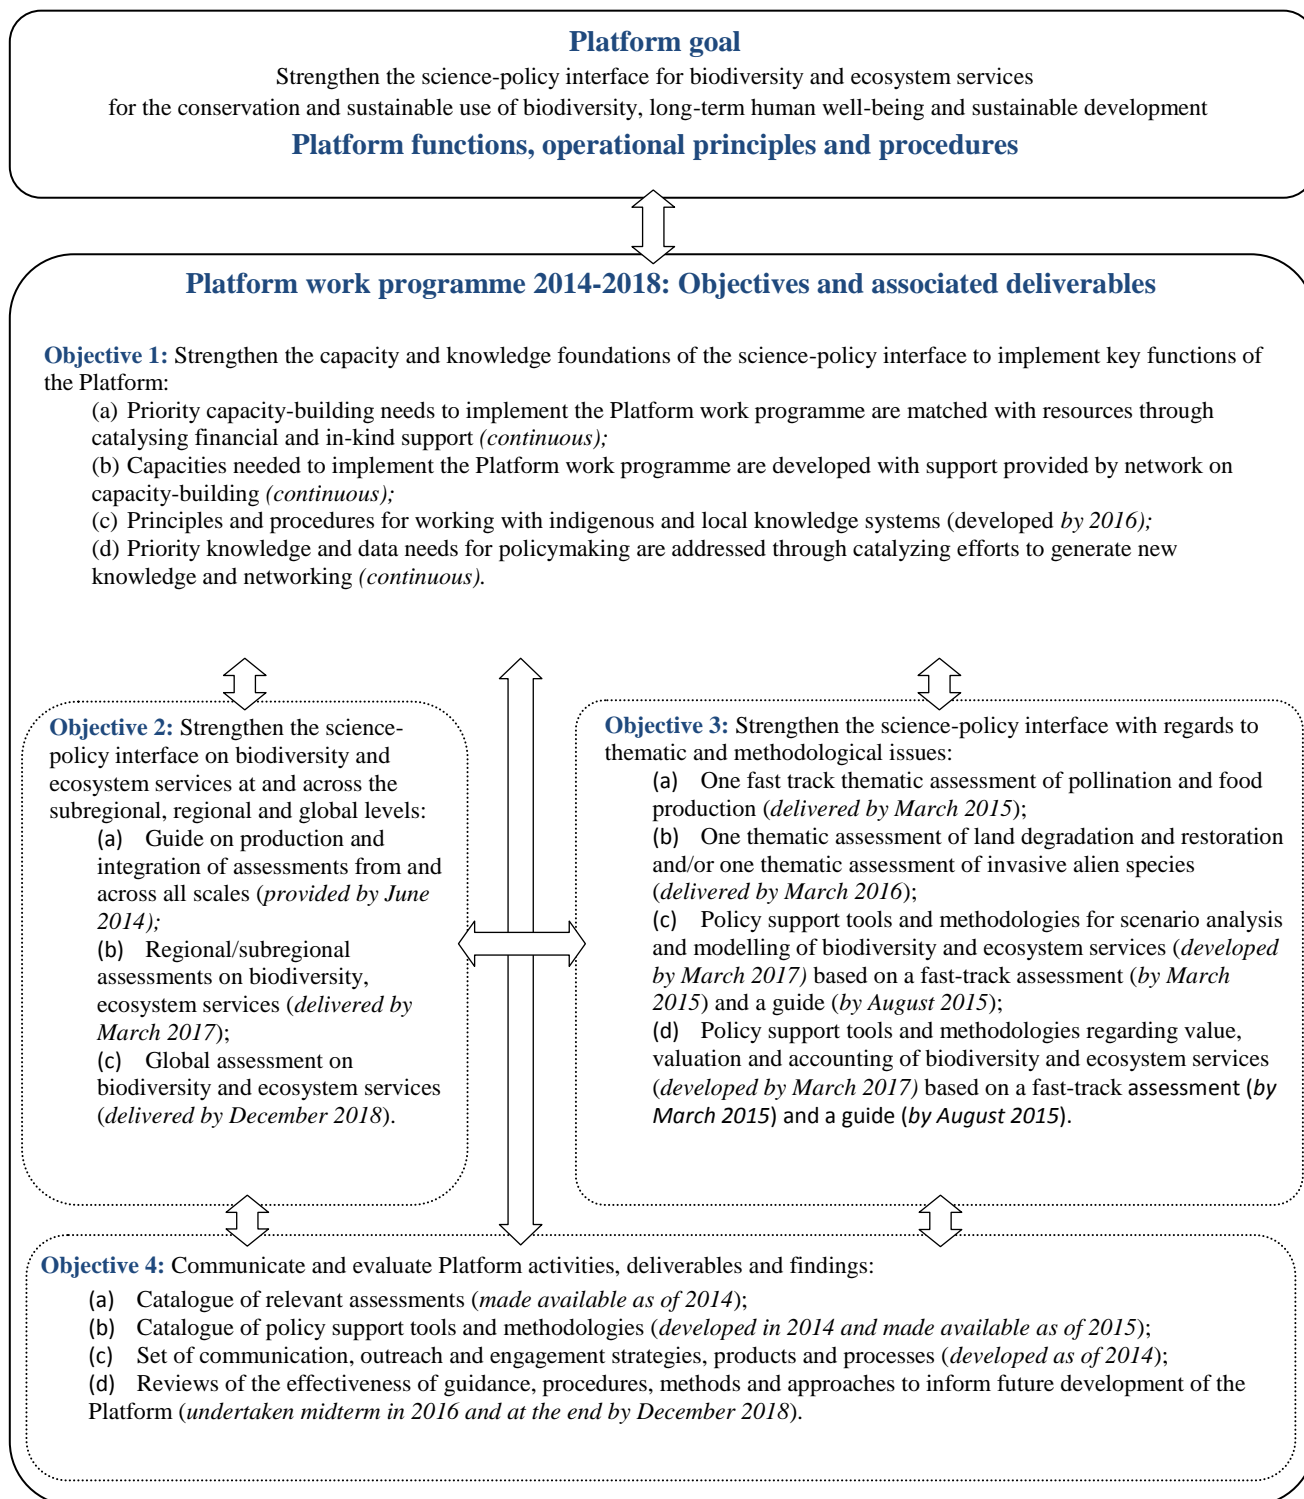 Platform goal
Strengthen the science-policy interface for biodiversity and ecosystem services
for the conservation and sustainable use of biodiversity, long-term human well-being and sustainable development
Platform functions, operational principles and procedures
Platform work programme 2014-2018: Objectives and associated deliverables
Objective 1: Strengthen the capacity and knowledge foundations of the science-policy interface to implement key functions of
the Platform:
(a) Priority capacity-building needs to implement the Platform work programme are matched with resources through
catalysing financial and in-kind support (continuous);
(b) Capacities needed to implement the Platform work programme are developed with support provided by network on
capacity-building (continuous);
(c) Principles and procedures for working with indigenous and local knowledge systems (developed by 2016);
(d) Priority knowledge and data needs for policymaking are addressed through catalyzing efforts to generate new
knowledge and networking (continuous).
Objective 2: Strengthen the science-
policy interface on biodiversity and
ecosystem services at and across the
subregional, regional and global levels:
(a) Guide on production and
integration of assessments from and
across all scales (provided by June
2014);
(b) Regional/subregional
assessments on biodiversity,
ecosystem services (delivered by
March 2017);
(c) Global assessment on
biodiversity and ecosystem services
(delivered by December 2018).
Objective 3: Strengthen the science-policy interface with regards to
thematic and methodological issues:
(a) One fast track thematic assessment of pollination and food
production (delivered by March 2015);
(b) One thematic assessment of land degradation and restoration
and/or one thematic assessment of invasive alien species
(delivered by March 2016);
(c) Policy support tools and methodologies for scenario analysis
and modelling of biodiversity and ecosystem services (developed
by March 2017) based on a fast-track assessment (by March
2015) and a guide (by August 2015);
(d) Policy support tools and methodologies regarding value,
valuation and accounting of biodiversity and ecosystem services
(developed by March 2017) based on a fast-track assessment (by
March 2015) and a guide (by August 2015).
Objective 4: Communicate and evaluate Platform activities, deliverables and findings:
(a) Catalogue of relevant assessments (made available as of 2014);
(b) Catalogue of policy support tools and methodologies (developed in 2014 and made available as of 2015);
(c) Set of communication, outreach and engagement strategies, products and processes (developed as of 2014);
(d) Reviews of the effectiveness of guidance, procedures, methods and approaches to inform future development of the
Platform (undertaken midterm in 2016 and at the end by December 2018).